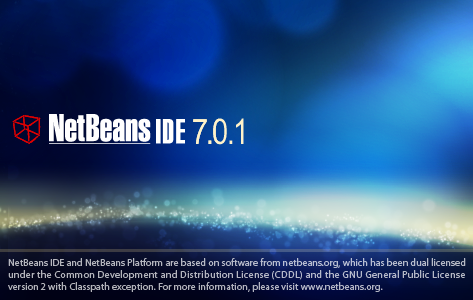 NetBeans IDE 7.0.1
NetBeans IDE and NetBeans Platform are based on software from netbeans.org, which has been dual licensed
under the Common Development and Distribution License (CDDL) and the GNU General Public License
version 2 with Classpath exception. For more information, please visit www.netbeans.org.